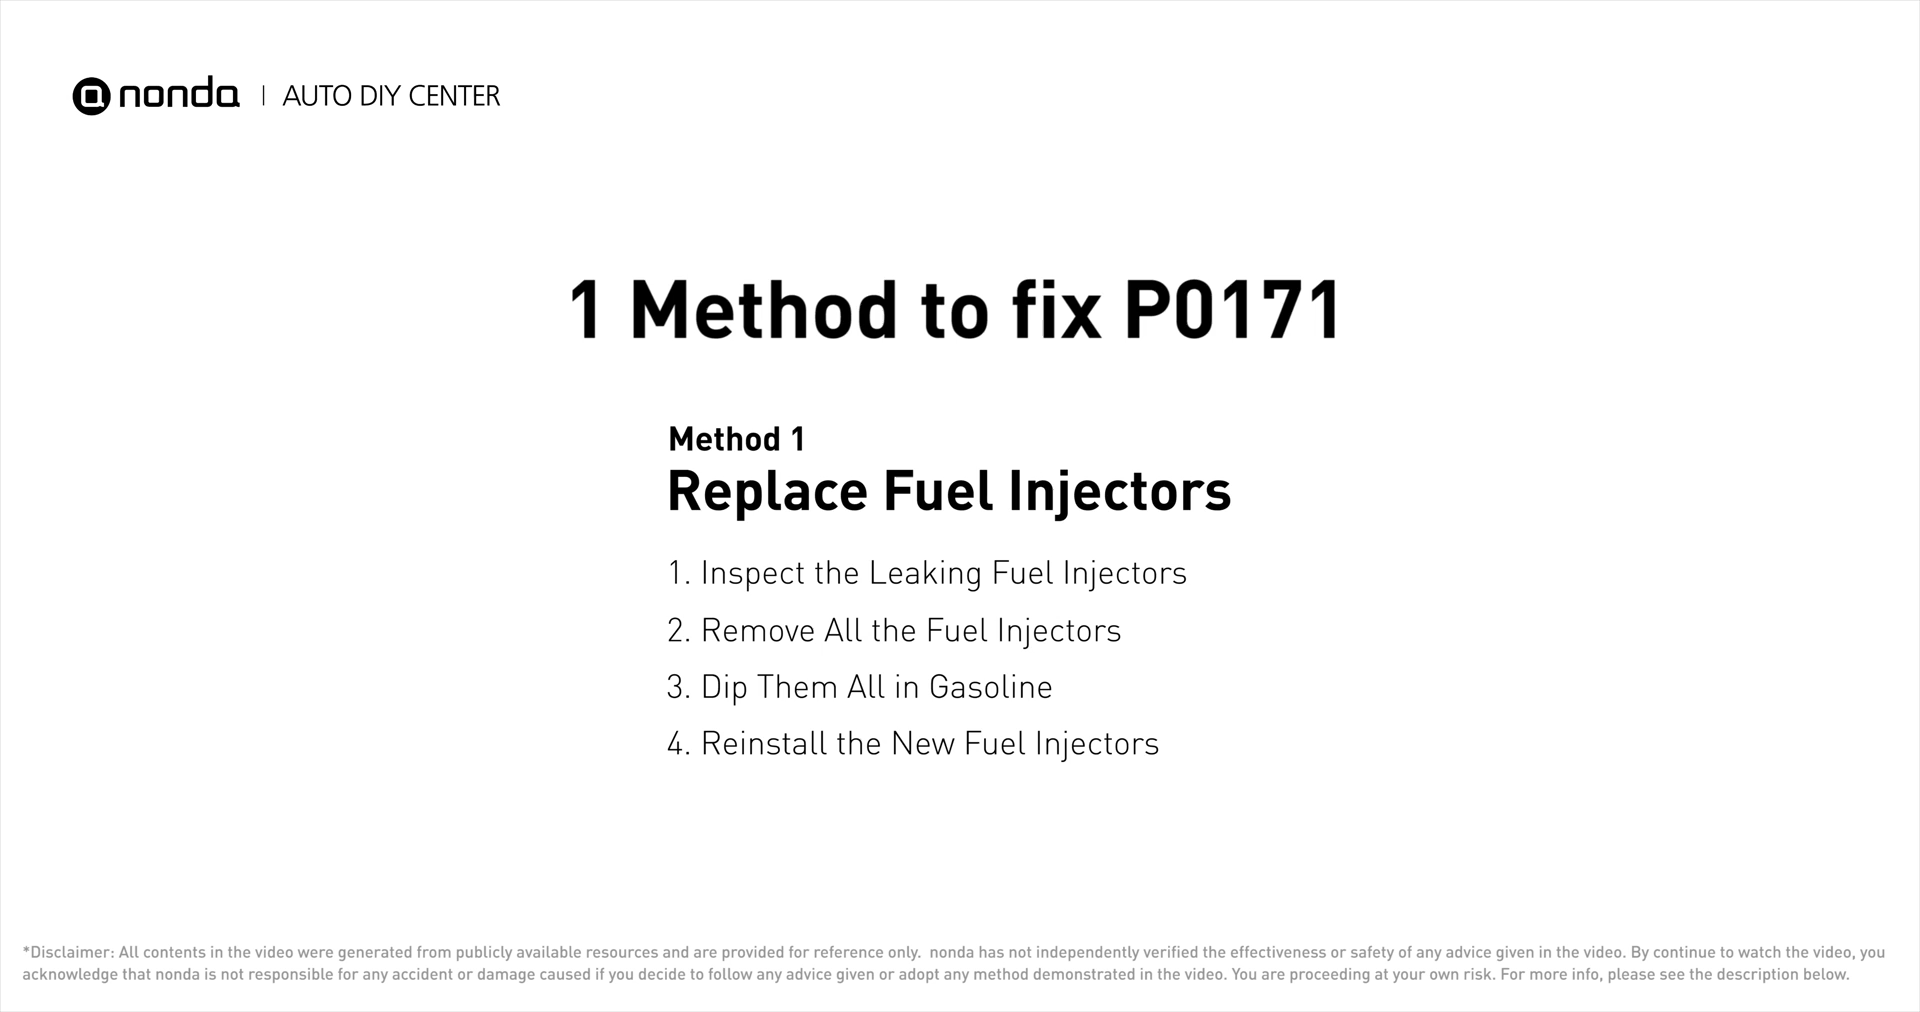 nonda | AUTO DIY CENTER
1 Method to fix P0171
Method 1
Replace Fuel Injectors
1. Inspect the Leaking Fuel Injectors
2. Remove All the Fuel Injectors
3. Dip Them All in Gasoline
4. Reinstall the New Fuel Injectors
*Disclaimer: All contents in the video were generated from publicly available resources and are provided for reference only.  nonda has not independently verified the effectiveness or safety of any advice given in the video. By continue to watch the video, you
acknowledge that nonda is not responsible for any accident or damage caused if you decide to follow any advice given or adopt any method demonstrated in the video. You are proceeding at your own risk. For more info, please see the description below.